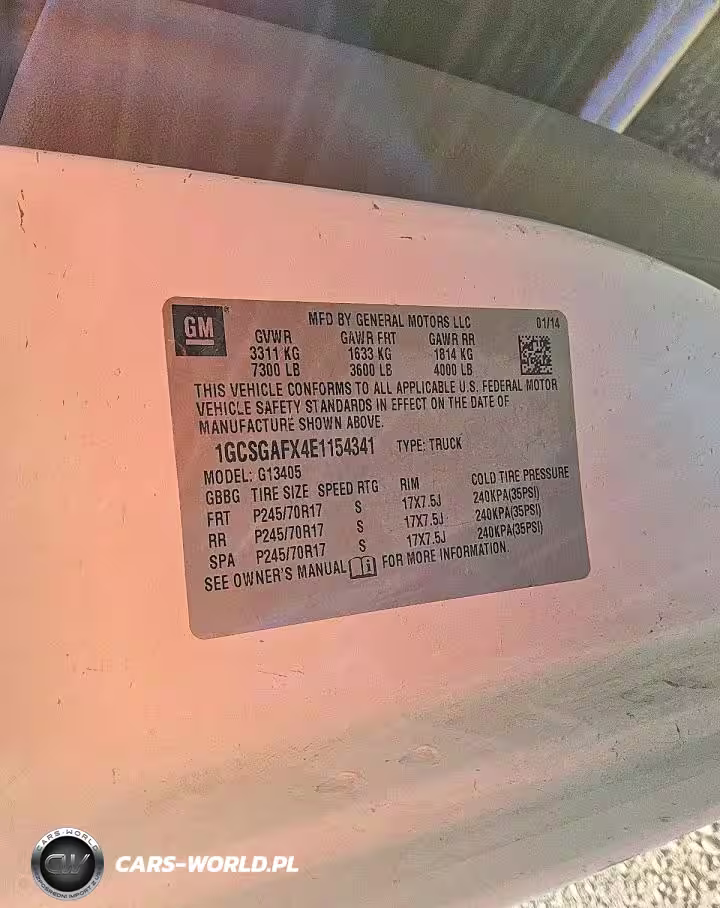 GM
MFD BY GENERAL MOTORS LLC 01/14
GVWR GAWR FRT GAWR RR
3311 KG 1633 KG 1814 KG
7300 LB 3600 LB 4000 LB
THIS VEHICLE CONFORMS TO ALL APPLICABLE U.S. FEDERAL MOTOR
VEHICLE SAFETY STANDARDS IN EFFECT ON THE DATE OF
MANUFACTURE SHOWN ABOVE.
1GCSGAFX4E1154341 TYPE: TRUCK
MODEL: G13405
GBBG TIRE SIZE SPEED RTG RIM COLD TIRE PRESSURE
FRT P245/70R17 S 17X7.5J 240KPA(35PSI)
RR P245/70R17 S 17X7.5J 240KPA(35PSI)
SPA P245/70R17 S 17X7.5J 240KPA(35PSI)
SEE OWNER'S MANUAL i FOR MORE INFORMATION.
CARS-WORLD
CW
CARS-WORLD.PL